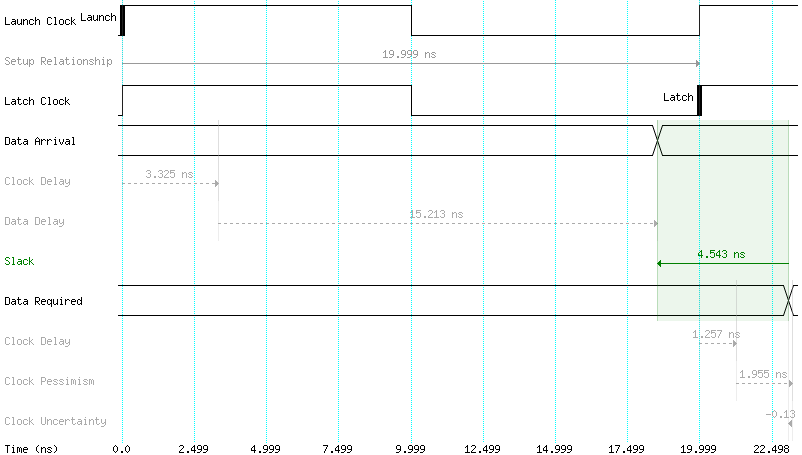 Launch Clock Launch
Setup Relationship 19.999 ns
Latch Clock Latch
Data Arrival
Clock Delay 3.325 ns
Data Delay 15.213 ns
Slack 4.543 ns
Data Required
Clock Delay 1.257 ns
Clock Pessimism 1.955 ns
Clock Uncertainty -0.13
Time (ns) 0.0 2.499 4.999 7.499 9.999 12.499 14.999 17.499 19.999 22.498